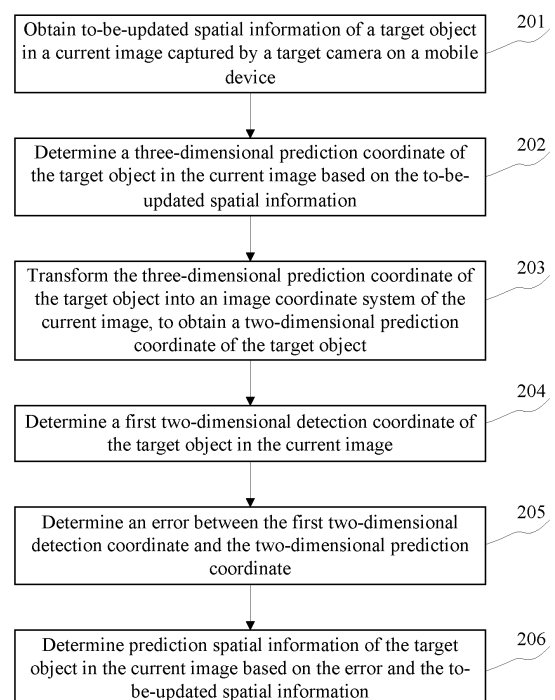 201
Obtain to-be-updated spatial information of a target object
in a current image captured by a target camera on a mobile
device
202
Determine a three-dimensional prediction coordinate of
the target object in the current image based on the to-be-
updated spatial information
203
Transform the three-dimensional prediction coordinate of
the target object into an image coordinate system of the
current image, to obtain a two-dimensional prediction
coordinate of the target object
204
Determine a first two-dimensional detection coordinate of
the target object in the current image
205
Determine an error between the first two-dimensional
detection coordinate and the two-dimensional prediction
coordinate
206
Determine prediction spatial information of the target
object in the current image based on the error and the to-
be-updated spatial information